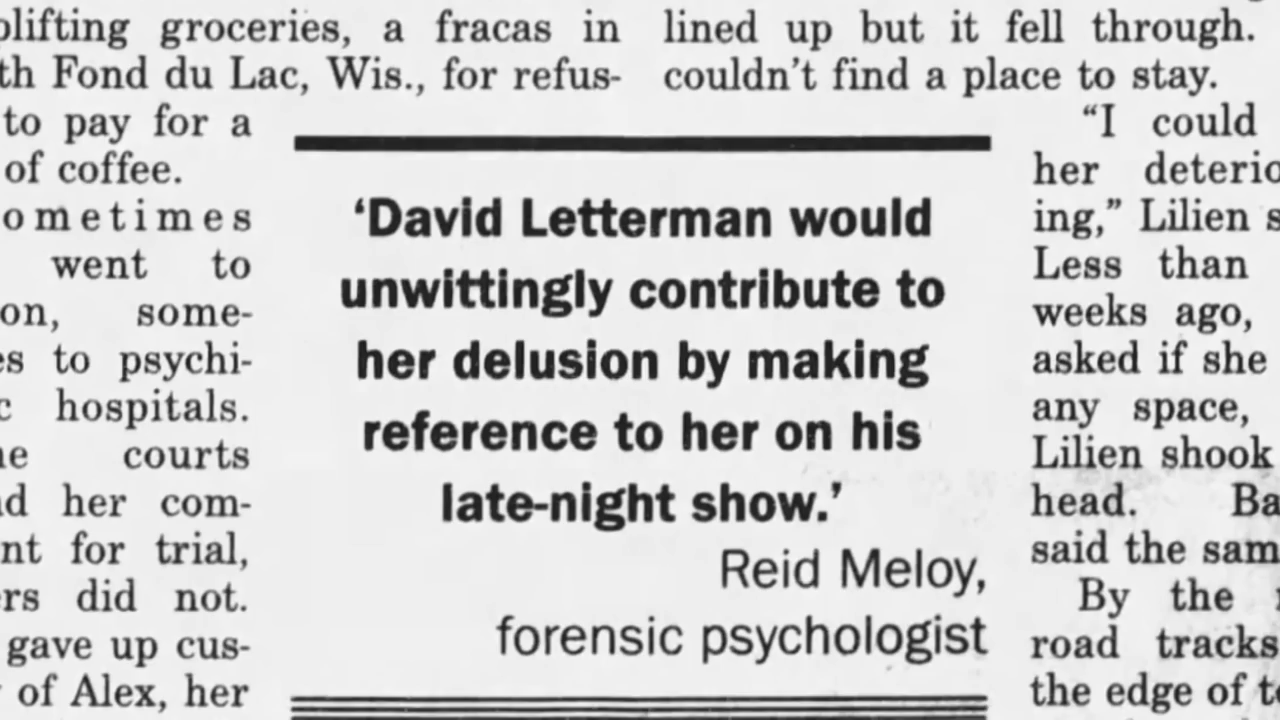 plifting groceries, a fracas in
th Fond du Lac, Wis., for refus-
to pay for a
of coffee.
ometimes
went to
on, some-
es to psychi-
c hospitals.
he courts
nd her com-
nt for trial,
ers did not.
gave up cus-
of Alex, her
‘David Letterman would
unwittingly contribute to
her delusion by making
reference to her on his
late-night show.’
Reid Meloy,
forensic psychologist
lined up but it fell through.
couldn’t find a place to stay.
“I could
her deterio
ing,” Lilien s
Less than
weeks ago,
asked if she
any space,
Lilien shook
head. Ba
said the sam
By the
road tracks
the edge of to